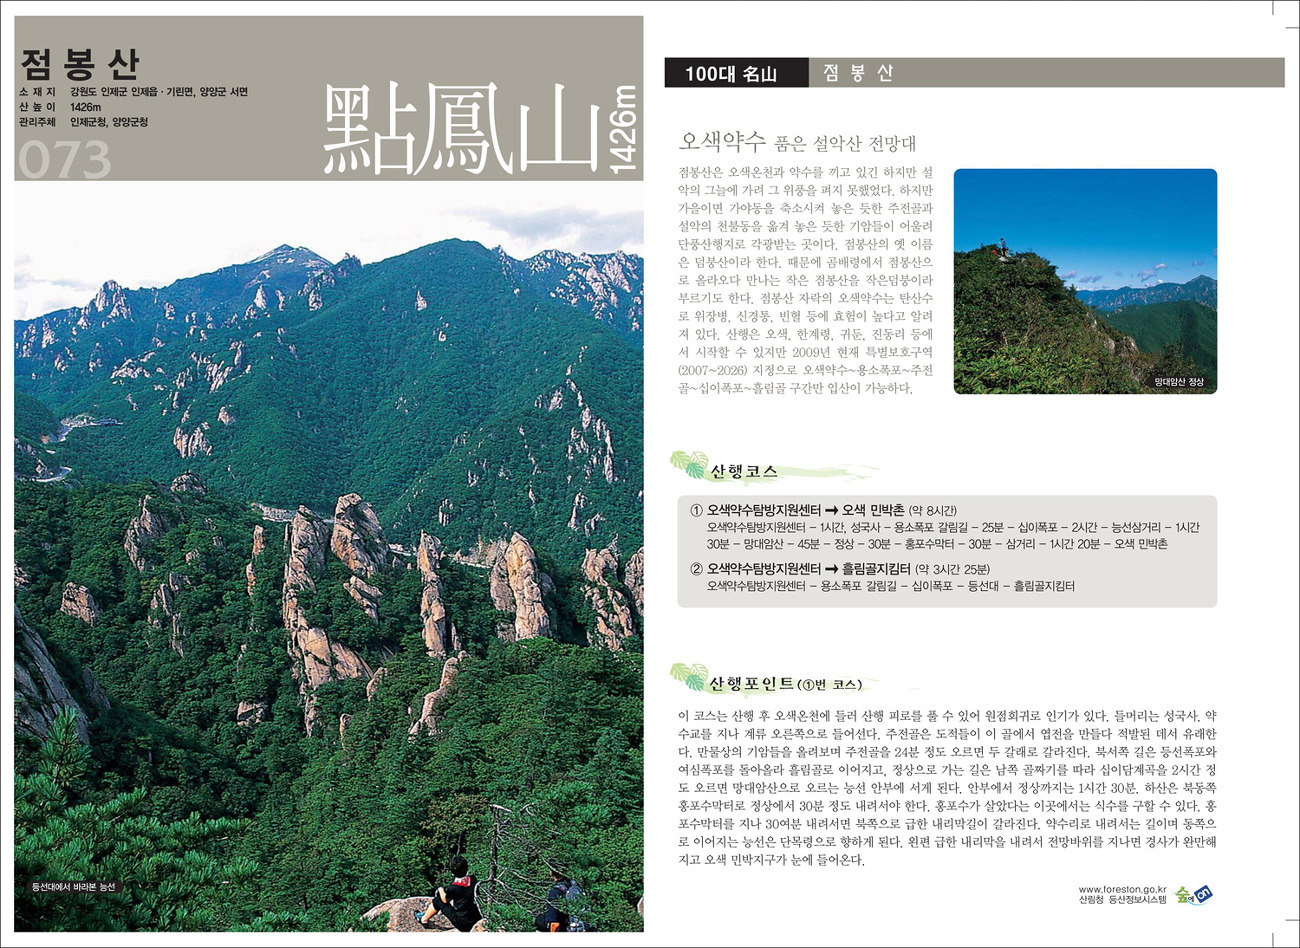 점봉산
소 재 지 강원도 인제군 인제읍 · 기린면, 양양군 서면
산 높 이 1426m
관리주체 인제군청, 양양군청
073
點鳳山
1426m
등선대에서 바라본 능선
100대 名山 점 봉 산
오색약수 품은 설악산 전망대
점봉산은 오색온천과 약수를 끼고 있긴 하지만 설
악의 그늘에 가려 그 위풍을 펴지 못했었다. 하지만
가을이면 가야동을 축소시켜 놓은 듯한 주전골과
설악의 천불동을 옮겨 놓은 듯한 기암들이 어울려
단풍산행지로 각광받는 곳이다. 점봉산의 옛 이름
은 덤붕산이라 한다. 때문에 곰배령에서 점봉산으
로 올라오다 만나는 작은 점봉산을 작은덤붕이라
부르기도 한다. 점봉산 자락의 오색약수는 탄산수
로 위장병, 신경통, 빈혈 등에 효험이 높다고 알려
져 있다. 산행은 오색, 한계령, 귀둔, 진동리 등에
서 시작할 수 있지만 2009년 현재 특별보호구역
(2007~2026) 지정으로 오색약수~용소폭포~주전
골~십이폭포~흘림골 구간만 입산이 가능하다.
망대암산 정상
산행코스
① 오색약수탐방지원센터 ➞ 오색 민박촌 (약 8시간)
오색약수탐방지원센터 – 1시간, 성국사 – 용소폭포 갈림길 – 25분 – 십이폭포 – 2시간 – 능선삼거리 – 1시간
30분 – 망대암산 – 45분 – 정상 – 30분 – 홍포수막터 – 30분 – 삼거리 – 1시간 20분 – 오색 민박촌
② 오색약수탐방지원센터 ➞ 흘림골지킴터 (약 3시간 25분)
오색약수탐방지원센터 – 용소폭포 갈림길 – 십이폭포 – 등선대 – 흘림골지킴터
산행포인트(①번 코스)
이 코스는 산행 후 오색온천에 들러 산행 피로를 풀 수 있어 원점회귀로 인기가 있다. 들머리는 성국사. 약
수교를 지나 계류 오른쪽으로 들어선다. 주전골은 도적들이 이 골에서 엽전을 만들다 적발된 데서 유래한
다. 만물상의 기암들을 올려보며 주전골을 24분 정도 오르면 두 갈래로 갈라진다. 북서쪽 길은 등선폭포와
여심폭포를 돌아올라 흘림골로 이어지고, 정상으로 가는 길은 남쪽 골짜기를 따라 십이담계곡을 2시간 정
도 오르면 망대암산으로 오르는 능선 안부에 서게 된다. 안부에서 정상까지는 1시간 30분. 하산은 북동쪽
홍포수막터로 정상에서 30분 정도 내려서야 한다. 홍포수가 살았다는 이곳에서는 식수를 구할 수 있다. 홍
포수막터를 지나 30여분 내려서면 북쪽으로 급한 내리막길이 갈라진다. 약수리로 내려서는 길이며 동쪽으
로 이어지는 능선은 단목령으로 향하게 된다. 왼편 급한 내리막을 내려서 전망바위를 지나면 경사가 완만해
지고 오색 민박지구가 눈에 들어온다.
www.foreston.go.kr
산림청 등산정보시스템
숲에on